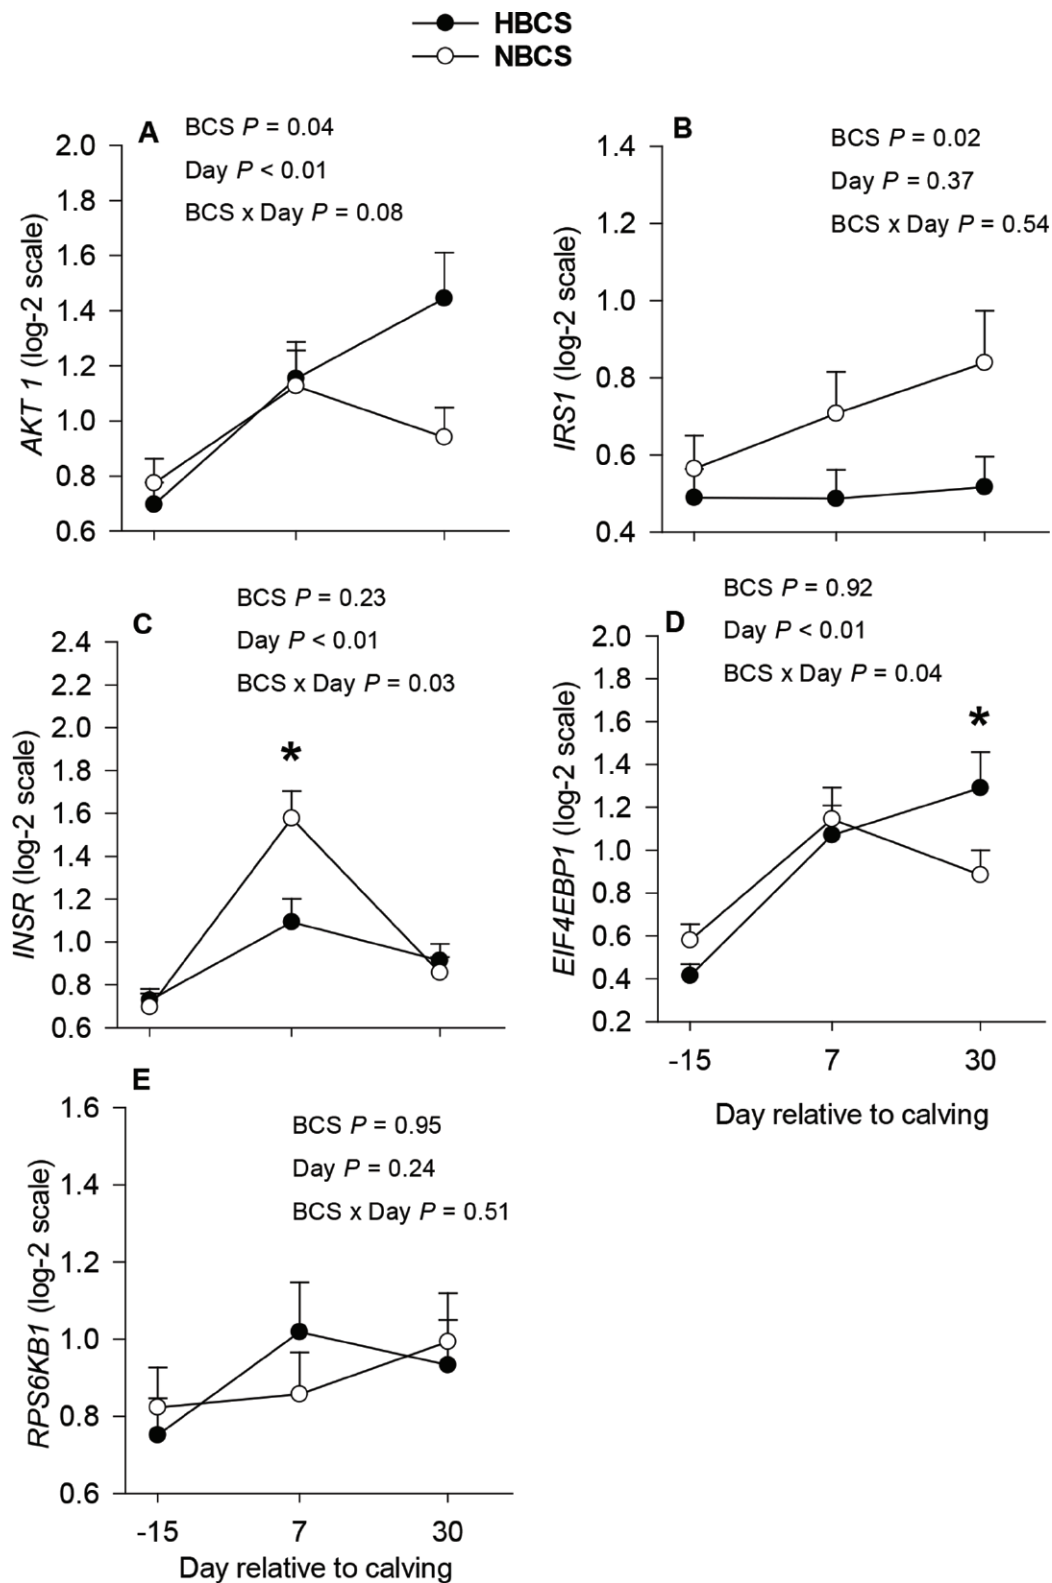 HBCS
NBCS
A
BCS P = 0.04
Day P < 0.01
BCS x Day P = 0.08
2.0
1.8
1.6
1.4
1.2
1.0
0.8
0.6
AKT 1 (log-2 scale)
B
BCS P = 0.02
Day P = 0.37
BCS x Day P = 0.54
1.4
1.2
1.0
0.8
0.6
0.4
IRS1 (log-2 scale)
C
BCS P = 0.23
Day P < 0.01
BCS x Day P = 0.03
2.4
2.2
2.0
1.8
1.6
1.4
1.2
1.0
0.8
0.6
INSR (log-2 scale)
*
D
BCS P = 0.92
Day P < 0.01
BCS x Day P = 0.04
2.0
1.8
1.6
1.4
1.2
1.0
0.8
0.6
0.4
0.2
EIF4EBP1 (log-2 scale)
*
-15 7 30
Day relative to calving
E
BCS P = 0.95
Day P = 0.24
BCS x Day P = 0.51
1.6
1.4
1.2
1.0
0.8
0.6
RPS6KB1 (log-2 scale)
-15 7 30
Day relative to calving